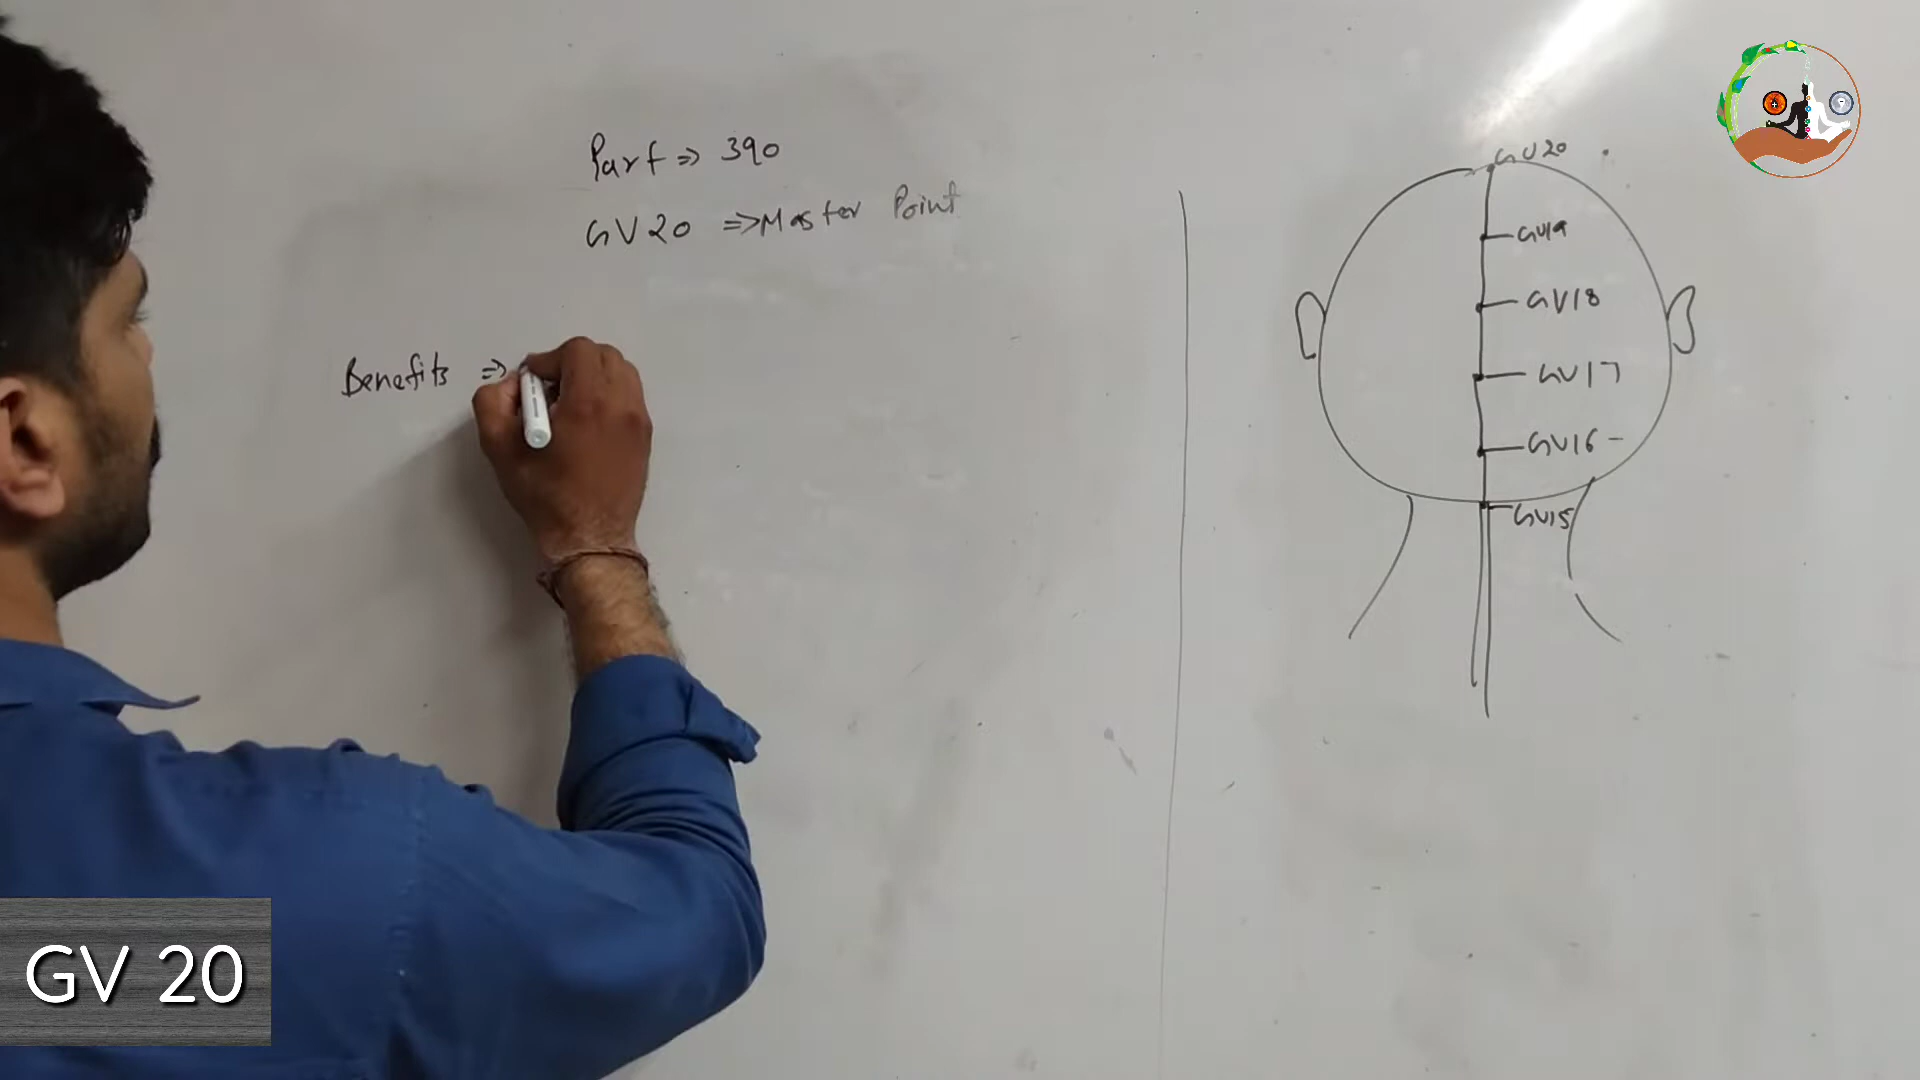 Part ⇒ 390
GV20 ⇒ Master Point
Benefits ⇒
GV20
GV19
GV18
GV17
GV16 -
GV15
GV 20